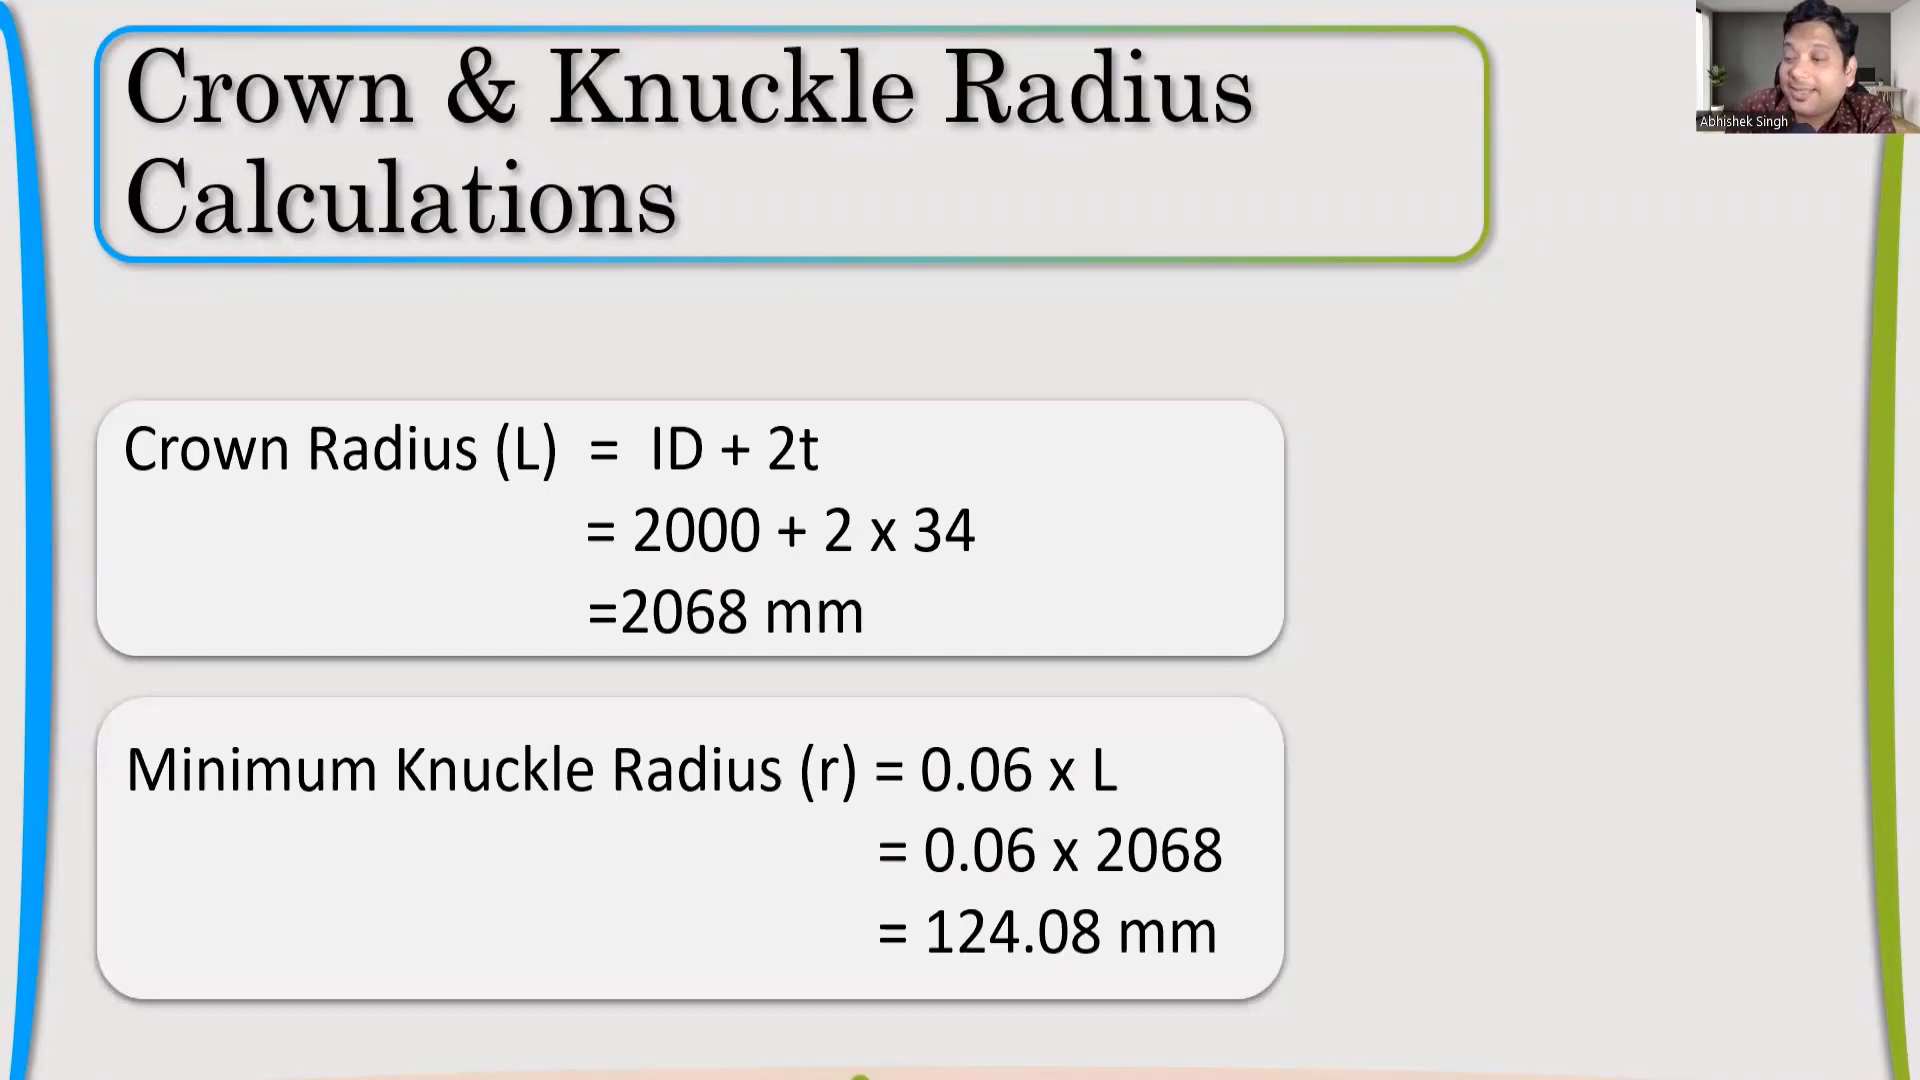 Crown & Knuckle Radius
Calculations
Abhishek Singh
Crown Radius (L) = ID + 2t
= 2000 + 2 x 34
=2068 mm
Minimum Knuckle Radius (r) = 0.06 x L
= 0.06 x 2068
= 124.08 mm